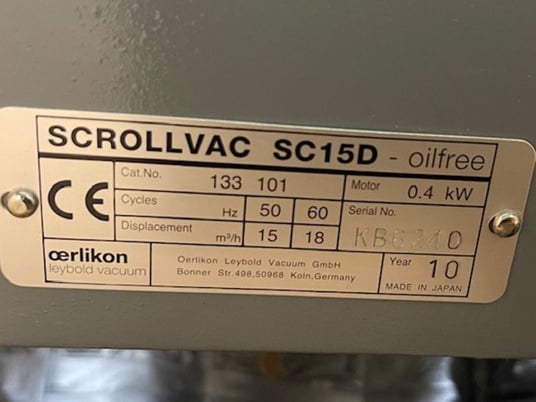 SCROLLVAC SC15D - oilfree
CE
Cat.No. 133 101
Motor 0.4 kW
Cycles Hz 50 60
Displacement m³/h 15 18
Serial No.
œrlikon
leybold vacuum
Oerlikon Leybold Vacuum GmbH
Bonner Str.498,50968 Koln,Germany
Year 10
MADE IN JAPAN